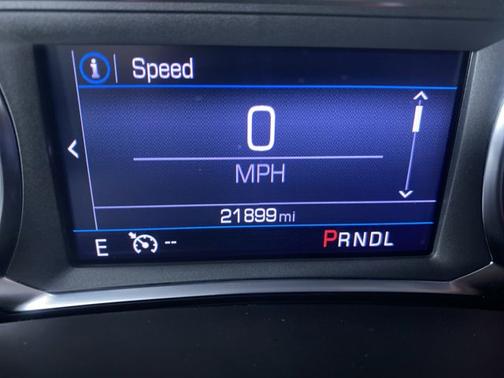 i Speed
0
MPH
21899 mi
E -- PRNDL